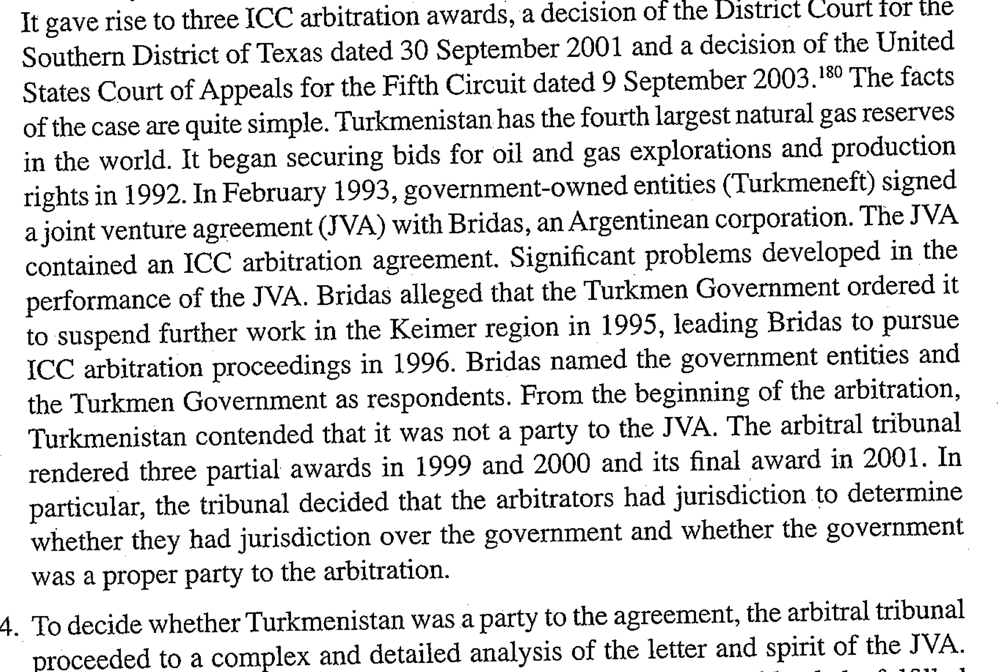 It gave rise to three ICC arbitration awards, a decision of the District Court for the
Southern District of Texas dated 30 September 2001 and a decision of the United
States Court of Appeals for the Fifth Circuit dated 9 September 2003.180 The facts
of the case are quite simple. Turkmenistan has the fourth largest natural gas reserves
in the world. It began securing bids for oil and gas explorations and production
rights in 1992. In February 1993, government-owned entities (Turkmeneft) signed
a joint venture agreement (JVA) with Bridas, an Argentinean corporation. The JVA
contained an ICC arbitration agreement. Significant problems developed in the
performance of the JVA. Bridas alleged that the Turkmen Government ordered it
to suspend further work in the Keimer region in 1995, leading Bridas to pursue
ICC arbitration proceedings in 1996. Bridas named the government entities and
the Turkmen Government as respondents. From the beginning of the arbitration,
Turkmenistan contended that it was not a party to the JVA. The arbitral tribunal
rendered three partial awards in 1999 and 2000 and its final award in 2001. In
particular, the tribunal decided that the arbitrators had jurisdiction to determine
whether they had jurisdiction over the government and whether the government
was a proper party to the arbitration.
4. To decide whether Turkmenistan was a party to the agreement, the arbitral tribunal
proceeded to a complex and detailed analysis of the letter and spirit of the JVA.